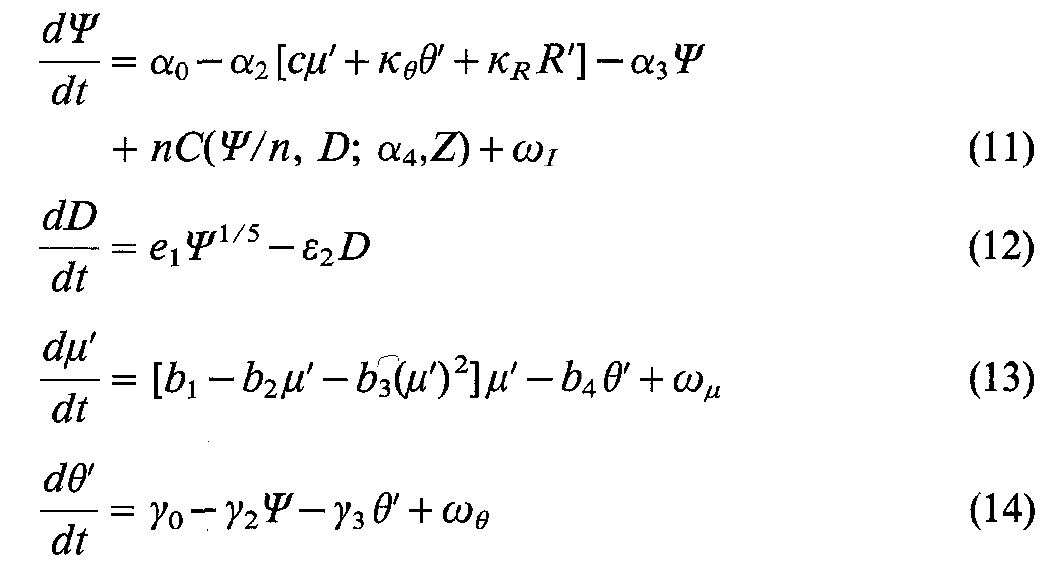 dΨ/dt = α₀ − α₂ [cμ′ + κ_θθ′ + κ_R R′] − α₃Ψ
+ nC(Ψ/n, D; α₄,Z) + ω_I (11)
dD/dt = e₁Ψ^{1/5} − ε₂D (12)
dμ′/dt = [b₁ − b₂μ′ − b₃(μ′)²]μ′ − b₄θ′ + ω_μ (13)
dθ′/dt = γ₀ − γ₂Ψ − γ₃θ′ + ω_θ (14)